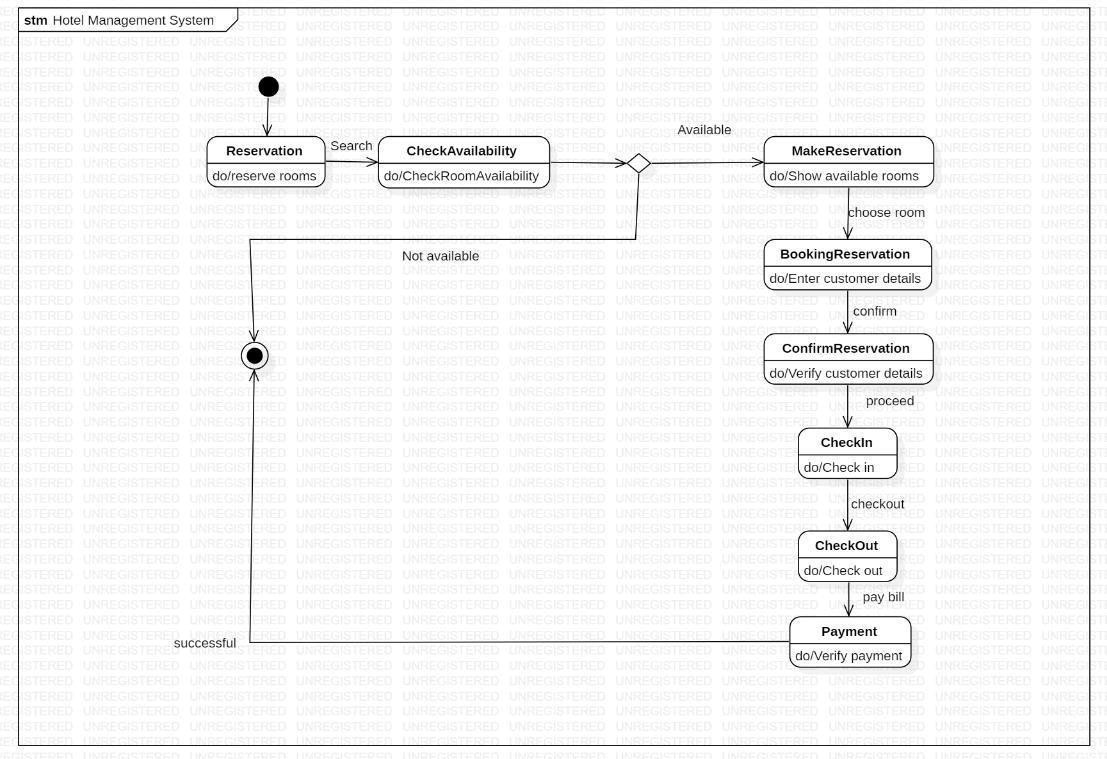 stm Hotel Management System
Reservation
do/reserve rooms
Search
CheckAvailability
do/CheckRoomAvailability
Available
MakeReservation
do/Show available rooms
choose room
Not available
BookingReservation
do/Enter customer details
confirm
ConfirmReservation
do/Verify customer details
proceed
CheckIn
do/Check in
checkout
CheckOut
do/Check out
pay bill
Payment
do/Verify payment
successful
UNREGISTERED